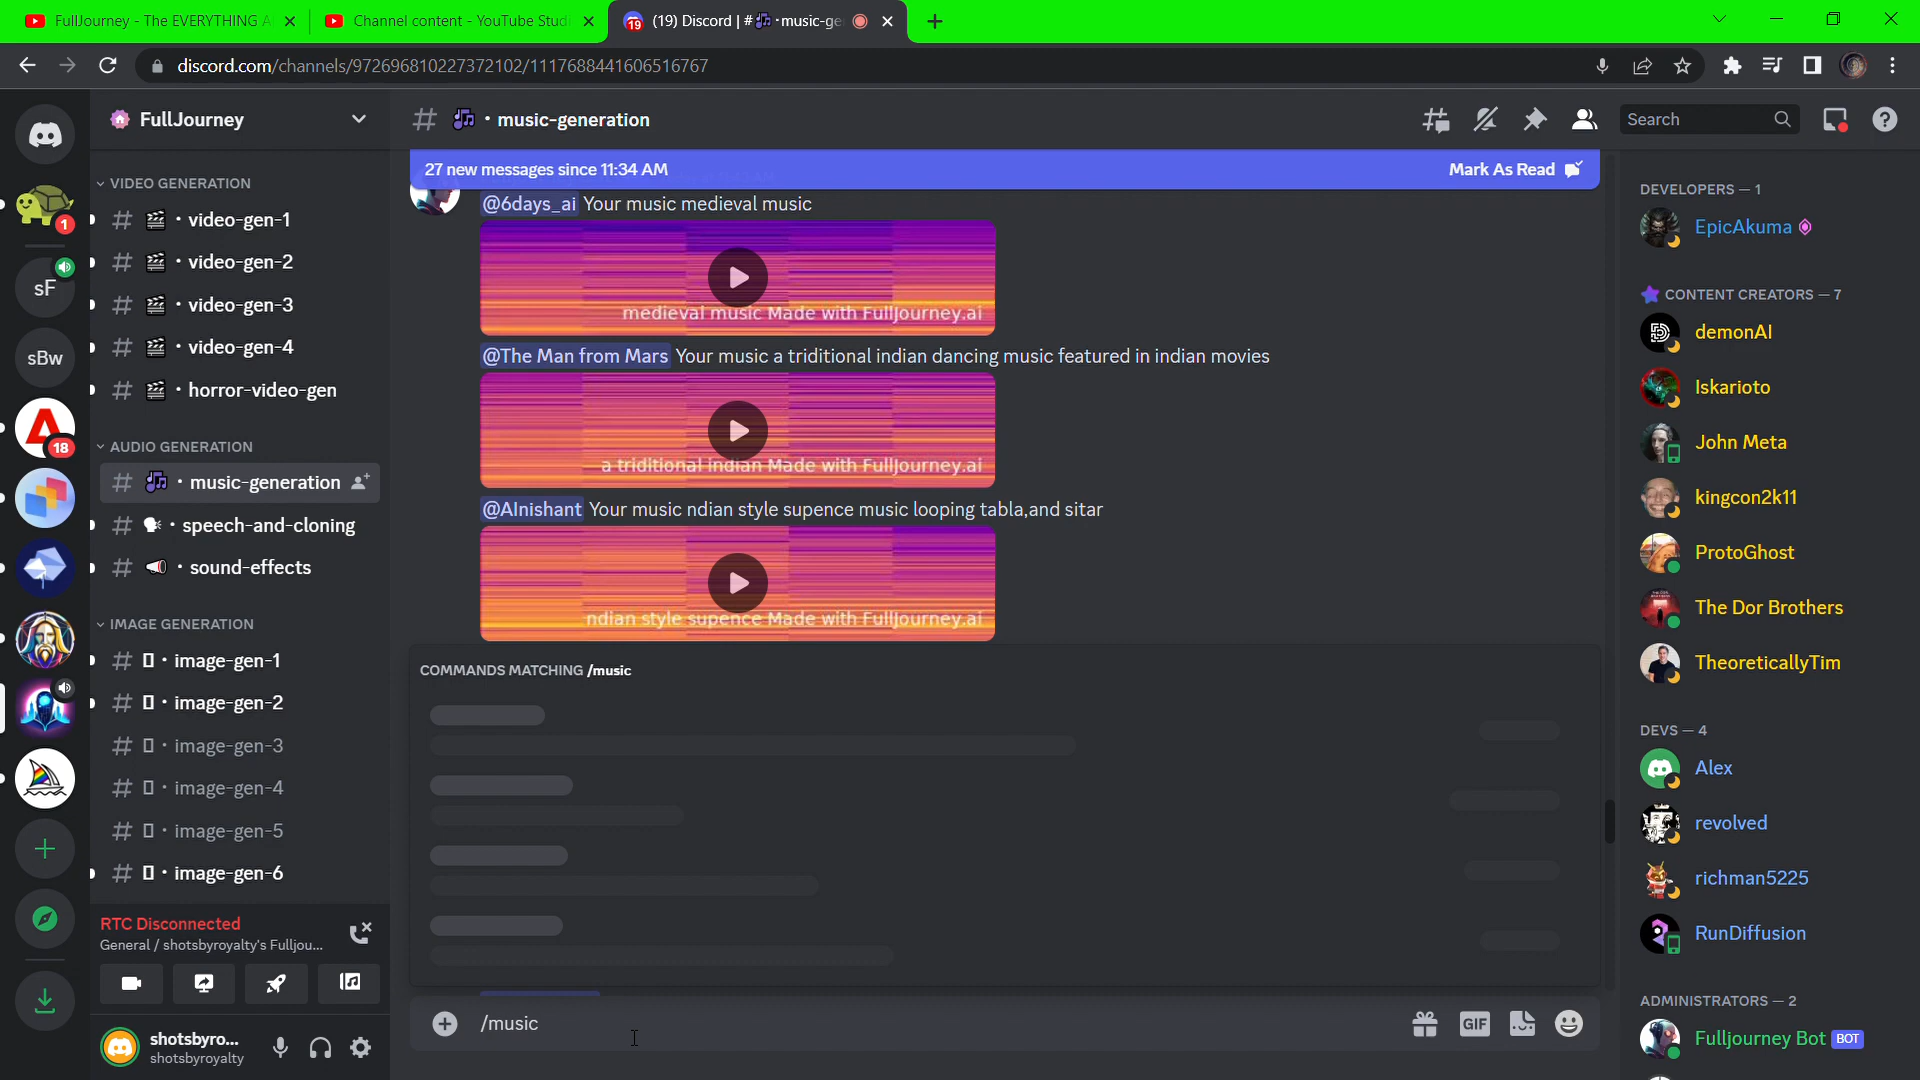 FullJourney - The EVERYTHING A
Channel content - YouTube Studi
(19) Discord | #🎶・music-ge
discord.com/channels/972696810227372102/1117688441606516767
FullJourney
# 🎶・music-generation
Search
27 new messages since 11:34 AM
Mark As Read
VIDEO GENERATION
# 🎬・video-gen-1
# 🎬・video-gen-2
# 🎬・video-gen-3
# 🎬・video-gen-4
# 🎬・horror-video-gen
AUDIO GENERATION
# 🎶・music-generation
# 🗣・speech-and-cloning
# 📢・sound-effects
IMAGE GENERATION
# ▯・image-gen-1
# ▯・image-gen-2
# ▯・image-gen-3
# ▯・image-gen-4
# ▯・image-gen-5
# ▯・image-gen-6
RTC Disconnected
General / shotsbyroyalty's Fulljou...
shotsbyro...
shotsbyroyalty
1
sF
sBw
18
19
@6days_ai Your music medieval music
medieval music Made with FullJourney.ai
@The Man from Mars Your music a triditional indian dancing music featured in indian movies
a triditional indian Made with FullJourney.ai
@AInishant Your music ndian style supence music looping tabla,and sitar
ndian style supence Made with FullJourney.ai
COMMANDS MATCHING /music
/music
GIF
DEVELOPERS — 1
EpicAkuma
CONTENT CREATORS — 7
demonAI
Iskarioto
John Meta
kingcon2k11
ProtoGhost
The Dor Brothers
TheoreticallyTim
DEVS — 4
Alex
revolved
richman5225
RunDiffusion
ADMINISTRATORS — 2
Fulljourney Bot BOT